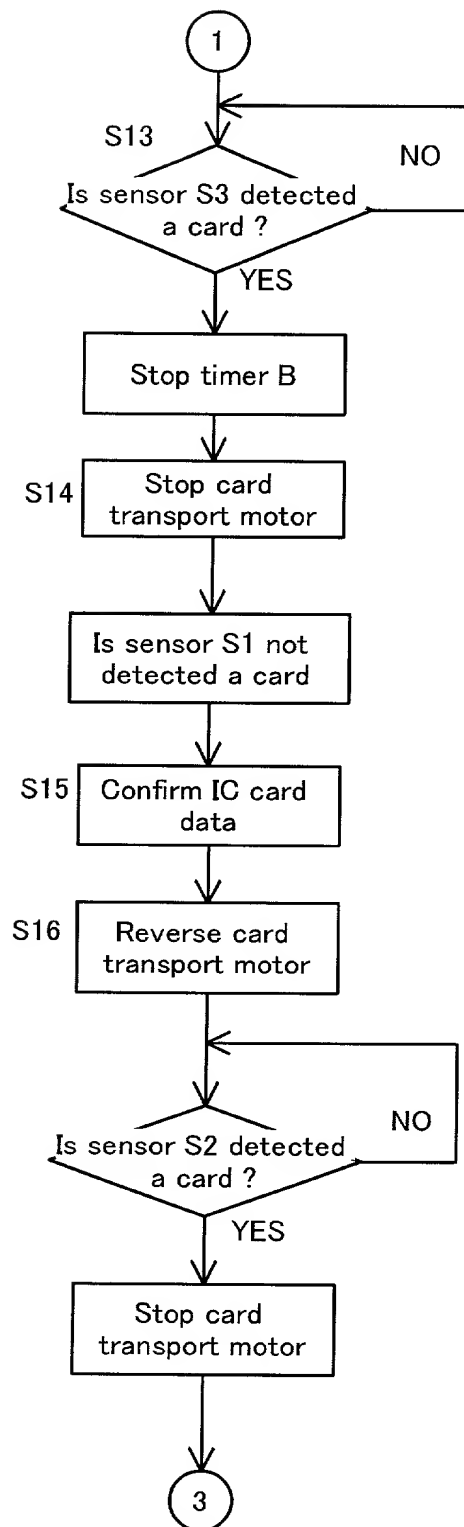 1
S13
NO
Is sensor S3 detected
a card ?
YES
Stop timer B
S14
Stop card
transport motor
Is sensor S1 not
detected a card
S15
Confirm IC card
data
S16
Reverse card
transport motor
NO
Is sensor S2 detected
a card ?
YES
Stop card
transport motor
3